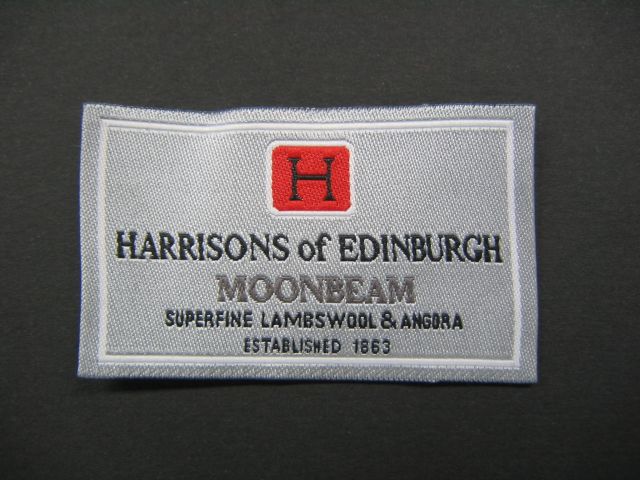 H
HARRISONS of EDINBURGH
MOONBEAM
SUPERFINE LAMBSWOOL & ANGORA
ESTABLISHED 1863